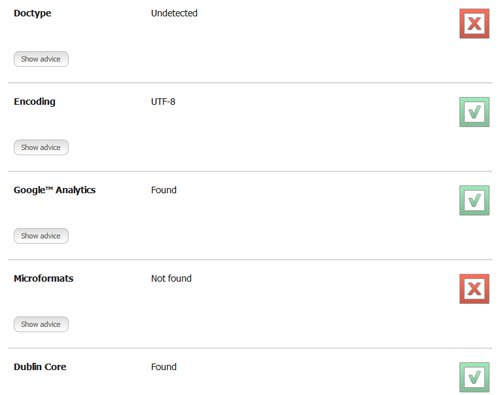 Doctype Undetected
Show advice
Encoding UTF-8
Show advice
Google™ Analytics Found
Show advice
Microformats Not found
Show advice
Dublin Core Found